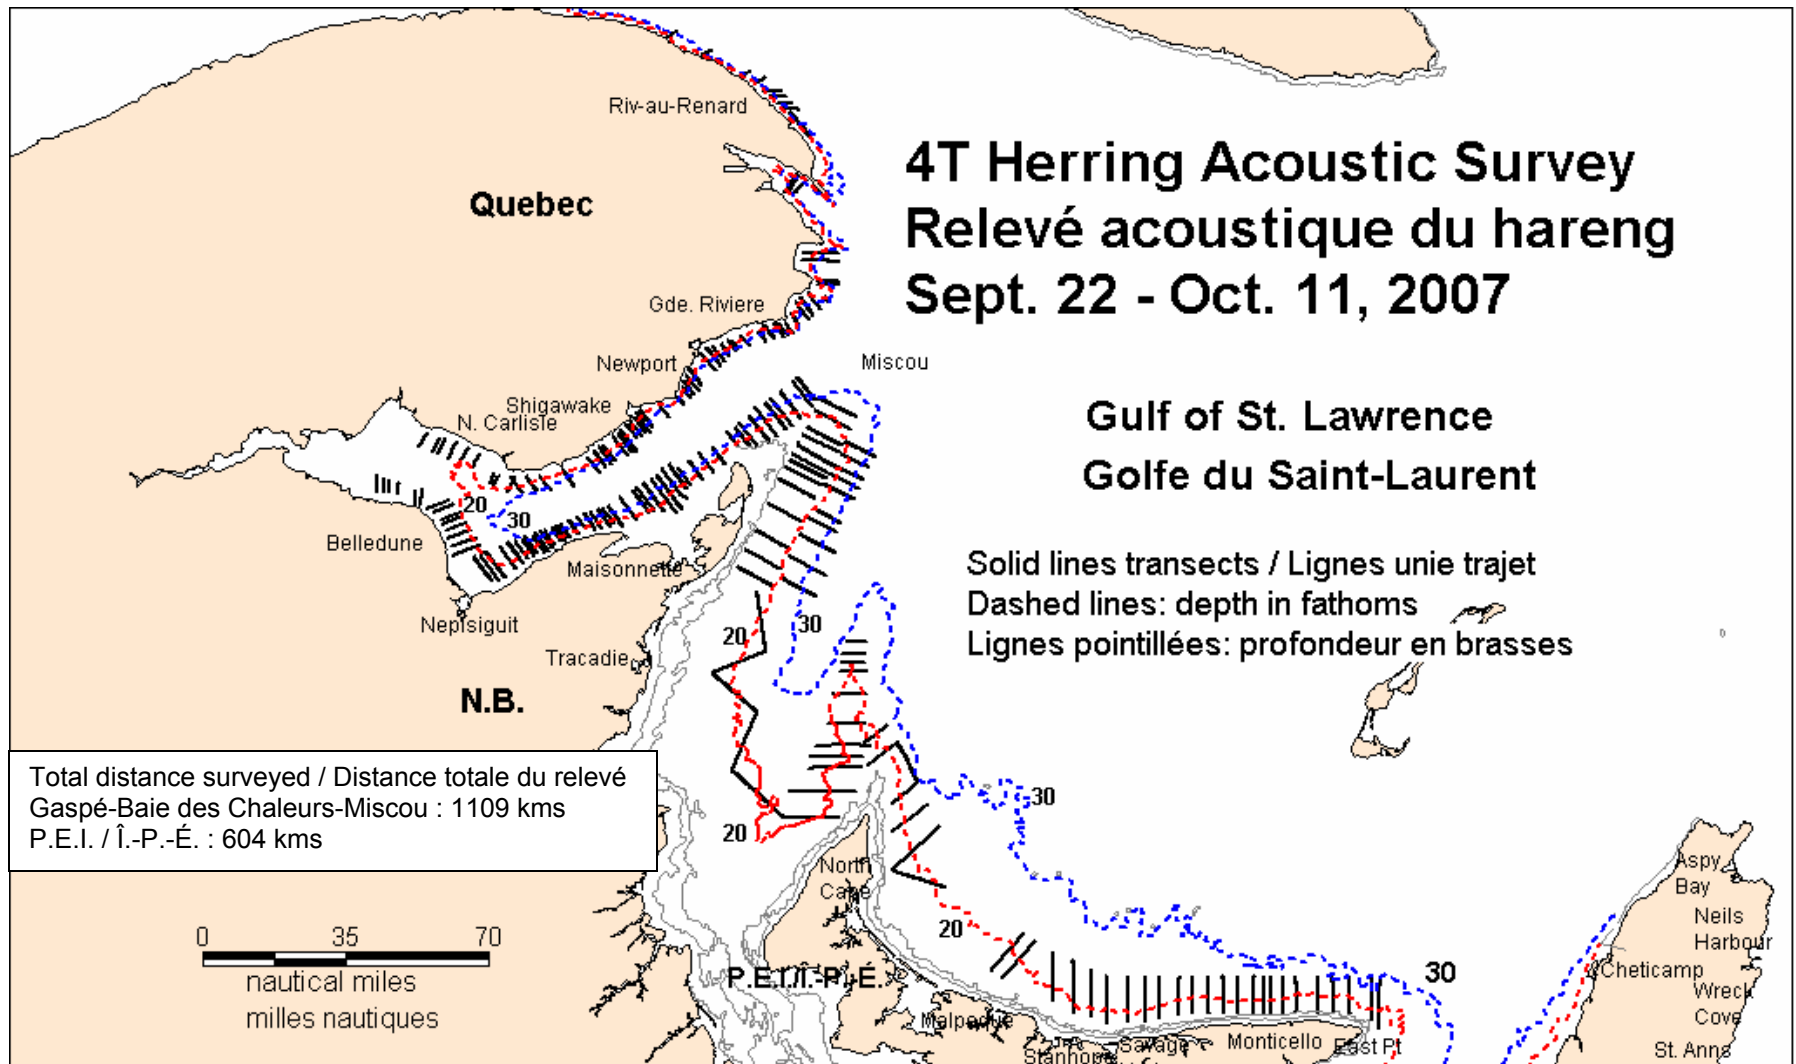 Riv-au-Renard
4T Herring Acoustic Survey
Relevé acoustique du hareng
Sept. 22 - Oct. 11, 2007
Quebec
Gde. Riviere
Newport
Miscou
Shigawake
N. Carlisle
Gulf of St. Lawrence
Golfe du Saint-Laurent
20
30
Belledune
Maisonnette
Solid lines transects / Lignes unie trajet
Dashed lines: depth in fathoms
Lignes pointillées: profondeur en brasses
Nepisiguit
20
30
Tracadie
N.B.
Total distance surveyed / Distance totale du relevé
Gaspé-Baie des Chaleurs-Miscou : 1109 kms
P.E.I. / Î.-P.-É. : 604 kms
30
20
North
Cape
Aspy
Bay
Neils
Harbour
20
0 35 70
nautical miles
milles nautiques
P.E.I./Î.-P.-É.
30
Cheticamp
Wreck
Cove
Malpeque
Stanhope
Savage
Monticello
East Pt
St. Anns